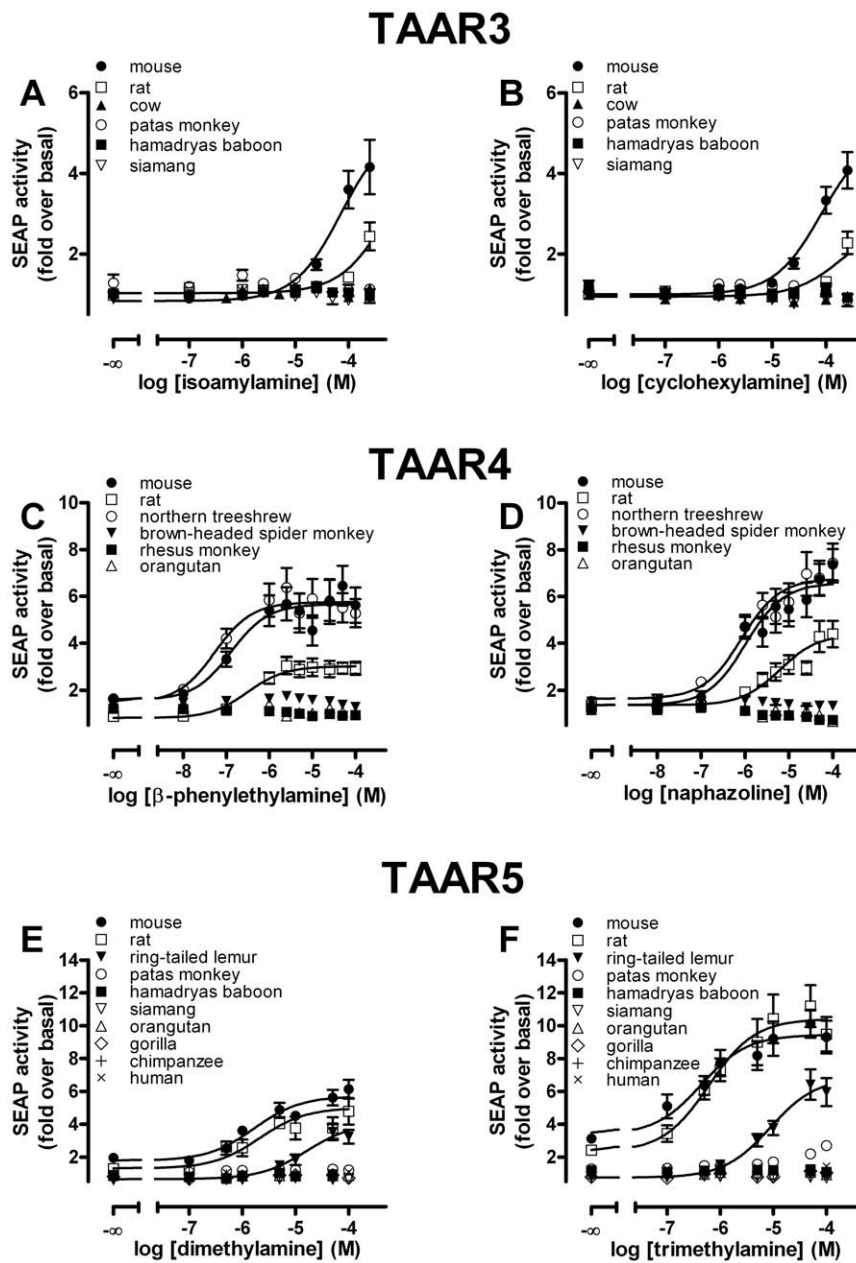 TAAR3
A
mouse
rat
cow
patas monkey
hamadryas baboon
siamang
6
4
2
SEAP activity
(fold over basal)
-∞ -7 -6 -5 -4
log [isoamylamine] (M)
B
mouse
rat
cow
patas monkey
hamadryas baboon
siamang
6
4
2
SEAP activity
(fold over basal)
-∞ -7 -6 -5 -4
log [cyclohexylamine] (M)
TAAR4
C
mouse
rat
northern treeshrew
brown-headed spider monkey
rhesus monkey
orangutan
10
8
6
4
2
SEAP activity
(fold over basal)
-∞ -8 -7 -6 -5 -4
log [β-phenylethylamine] (M)
D
mouse
rat
northern treeshrew
brown-headed spider monkey
rhesus monkey
orangutan
10
8
6
4
2
SEAP activity
(fold over basal)
-∞ -8 -7 -6 -5 -4
log [naphazoline] (M)
TAAR5
E
mouse
rat
ring-tailed lemur
patas monkey
hamadryas baboon
siamang
orangutan
gorilla
chimpanzee
human
14
12
10
8
6
4
2
SEAP activity
(fold over basal)
-∞ -7 -6 -5 -4
log [dimethylamine] (M)
F
mouse
rat
ring-tailed lemur
patas monkey
hamadryas baboon
siamang
orangutan
gorilla
chimpanzee
human
14
12
10
8
6
4
2
SEAP activity
(fold over basal)
-∞ -7 -6 -5 -4
log [trimethylamine] (M)